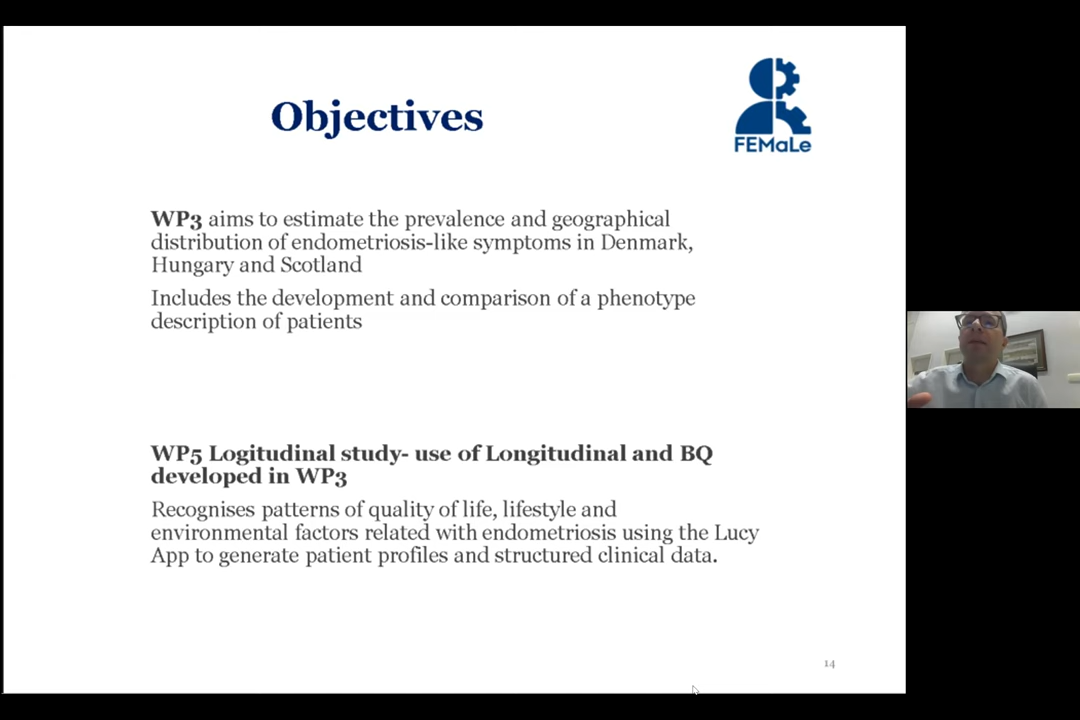 Objectives
FEMaLe
WP3 aims to estimate the prevalence and geographical
distribution of endometriosis-like symptoms in Denmark,
Hungary and Scotland
Includes the development and comparison of a phenotype
description of patients
WP5 Logitudinal study- use of Longitudinal and BQ
developed in WP3
Recognises patterns of quality of life, lifestyle and
environmental factors related with endometriosis using the Lucy
App to generate patient profiles and structured clinical data.
14